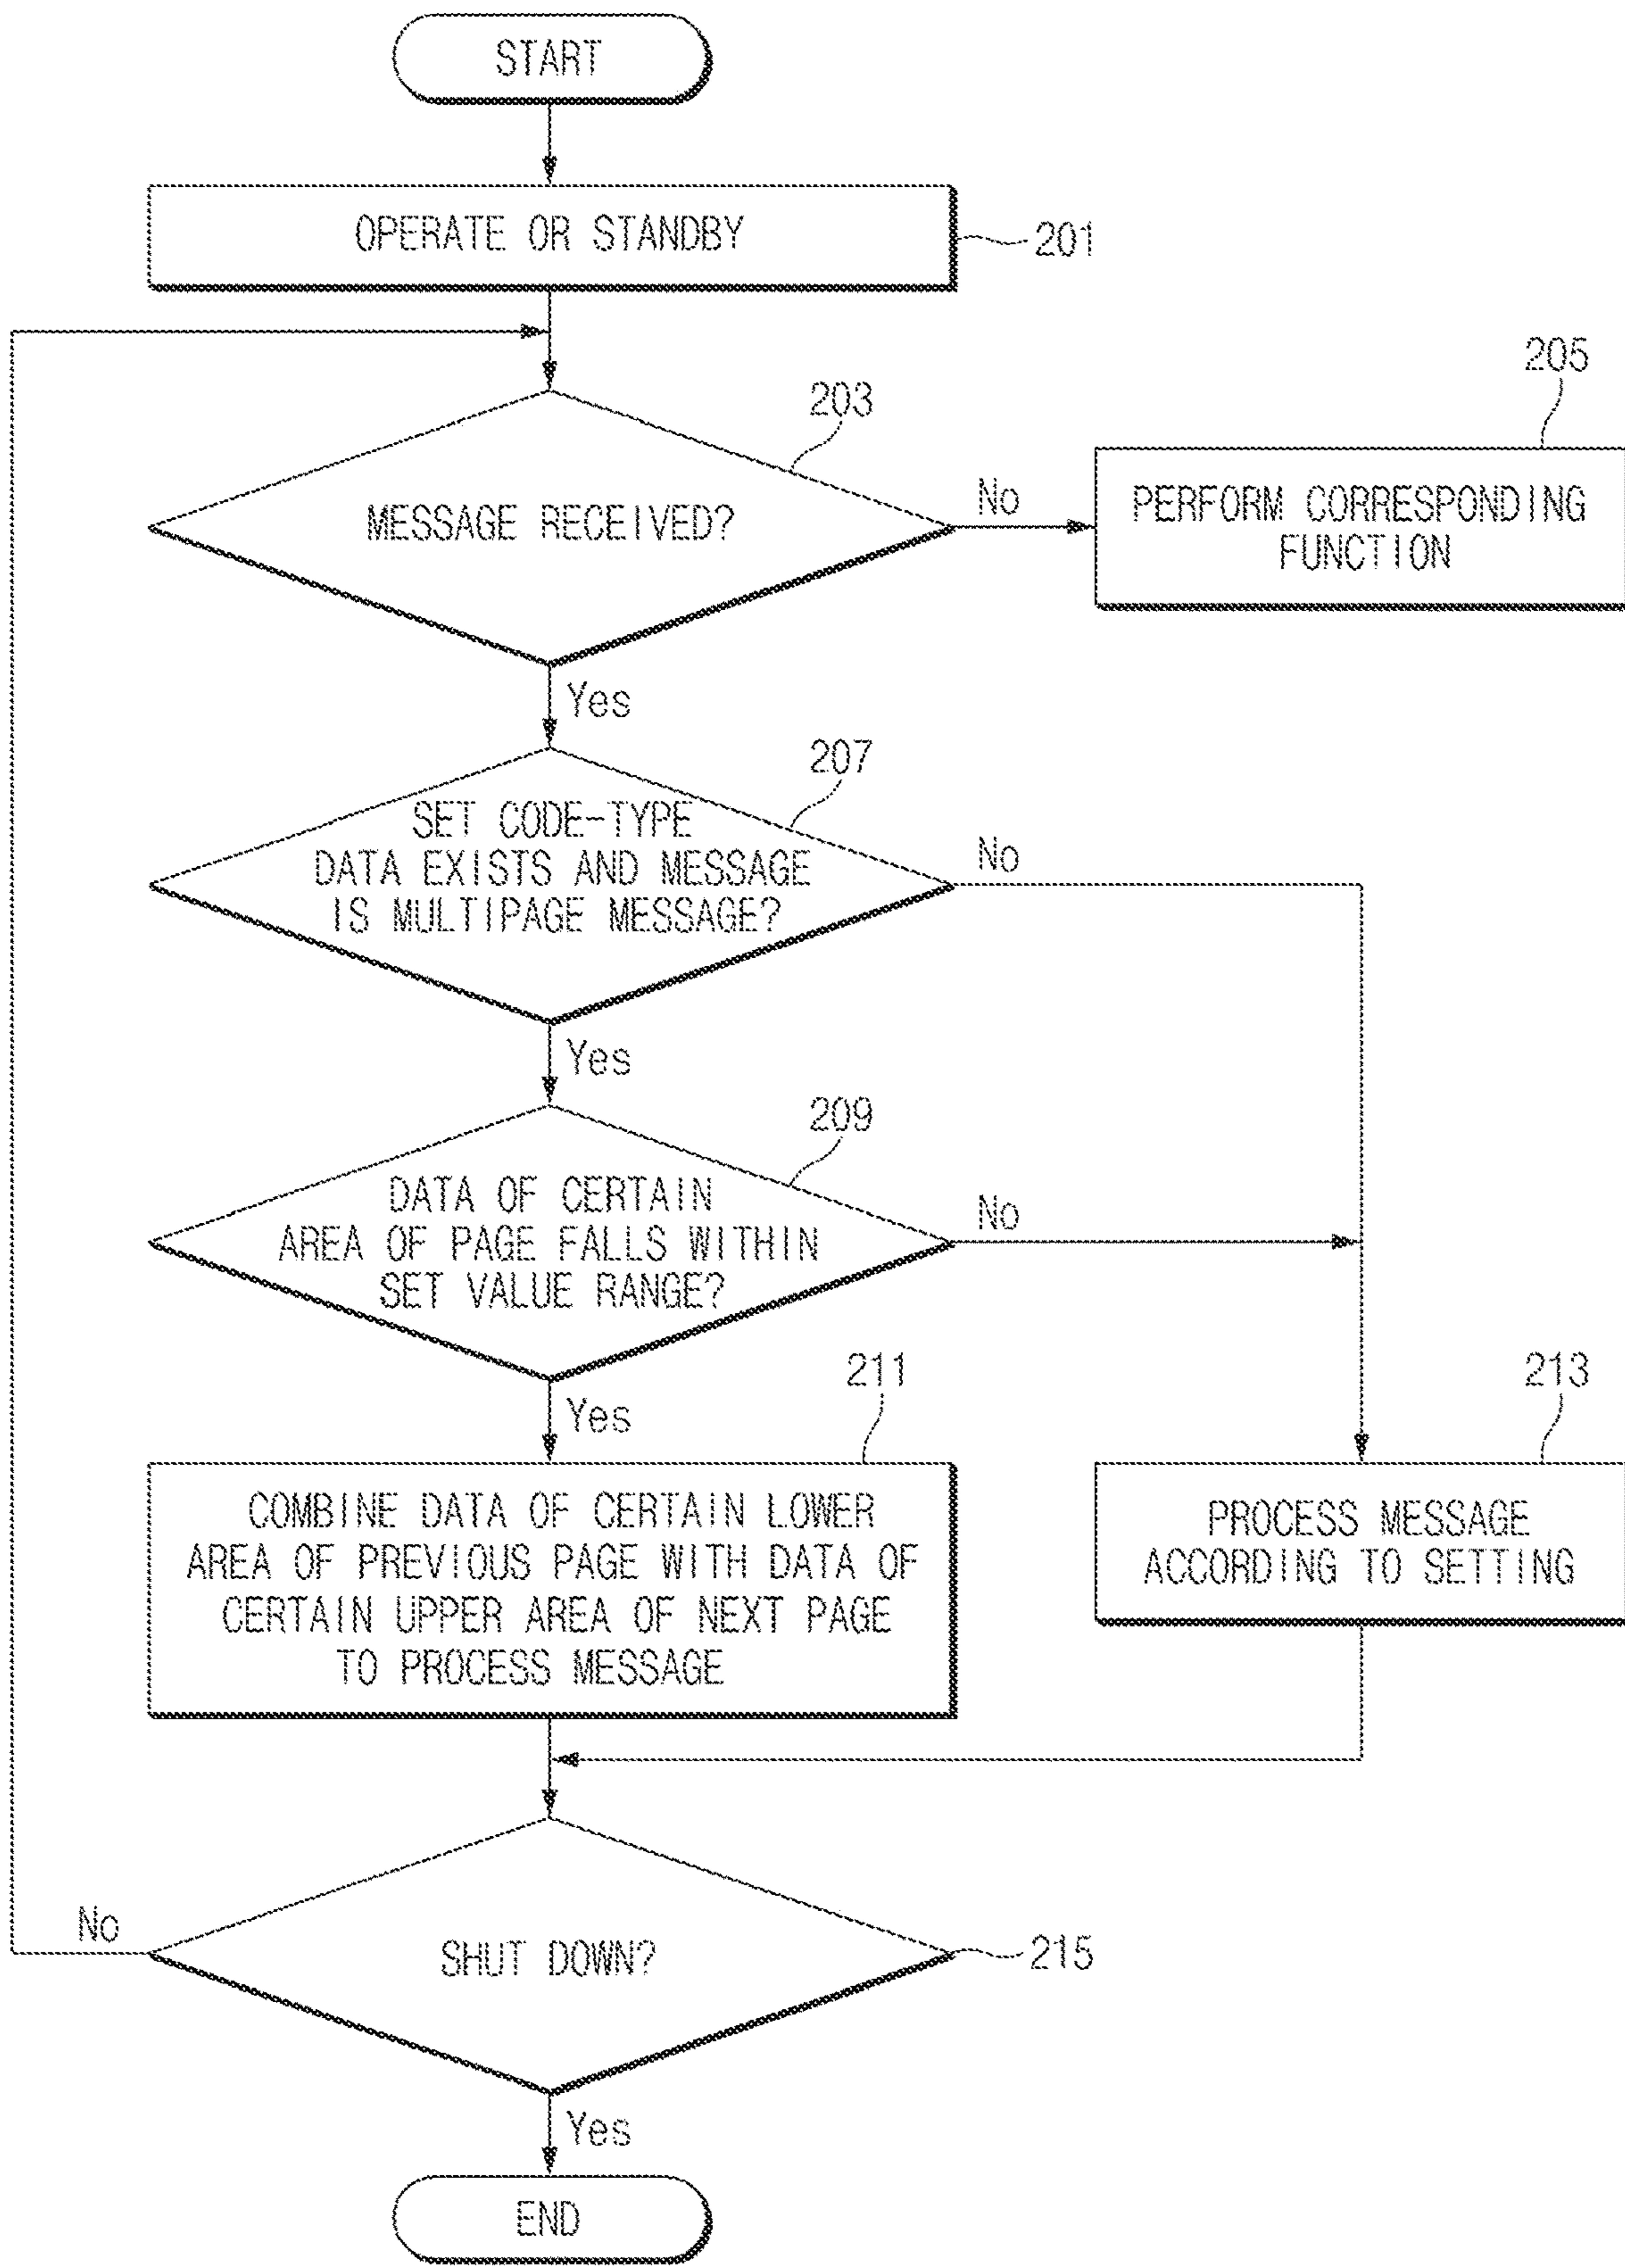 START
OPERATE OR STANDBY
201
203
MESSAGE RECEIVED?
No
205
PERFORM CORRESPONDING
FUNCTION
Yes
207
SET CODE-TYPE
DATA EXISTS AND MESSAGE
IS MULTIPAGE MESSAGE?
No
Yes
209
DATA OF CERTAIN
AREA OF PAGE FALLS WITHIN
SET VALUE RANGE?
No
Yes
211
COMBINE DATA OF CERTAIN LOWER
AREA OF PREVIOUS PAGE WITH DATA OF
CERTAIN UPPER AREA OF NEXT PAGE
TO PROCESS MESSAGE
213
PROCESS MESSAGE
ACCORDING TO SETTING
No
SHUT DOWN?
215
Yes
END